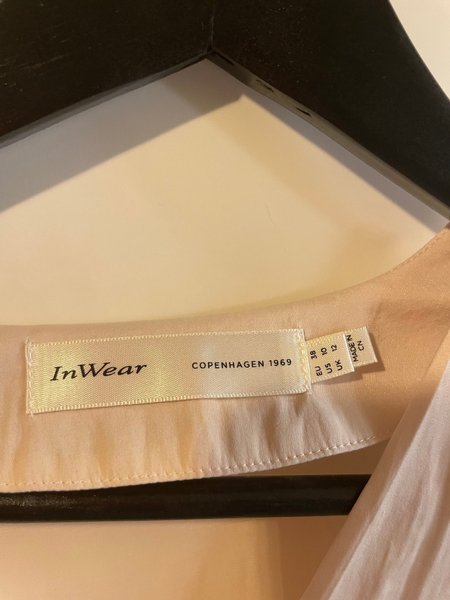 InWear
COPENHAGEN 1969
EU 38
US 10
UK 12
MADE IN
CN